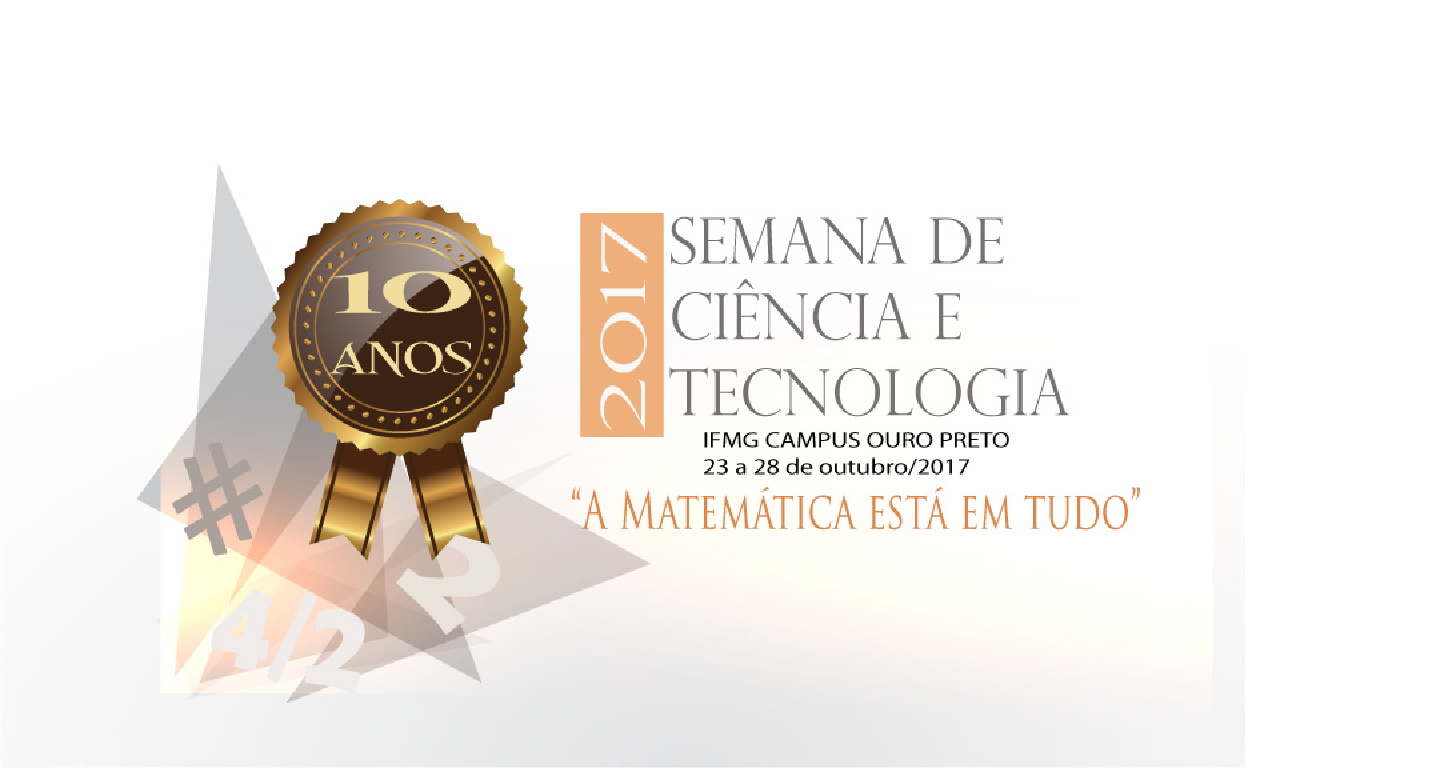 10
ANOS
2017
SEMANA DE
CIÊNCIA E
TECNOLOGIA
IFMG CAMPUS OURO PRETO
23 a 28 de outubro/2017
“A MATEMÁTICA ESTÁ EM TUDO”
#
2
4/2